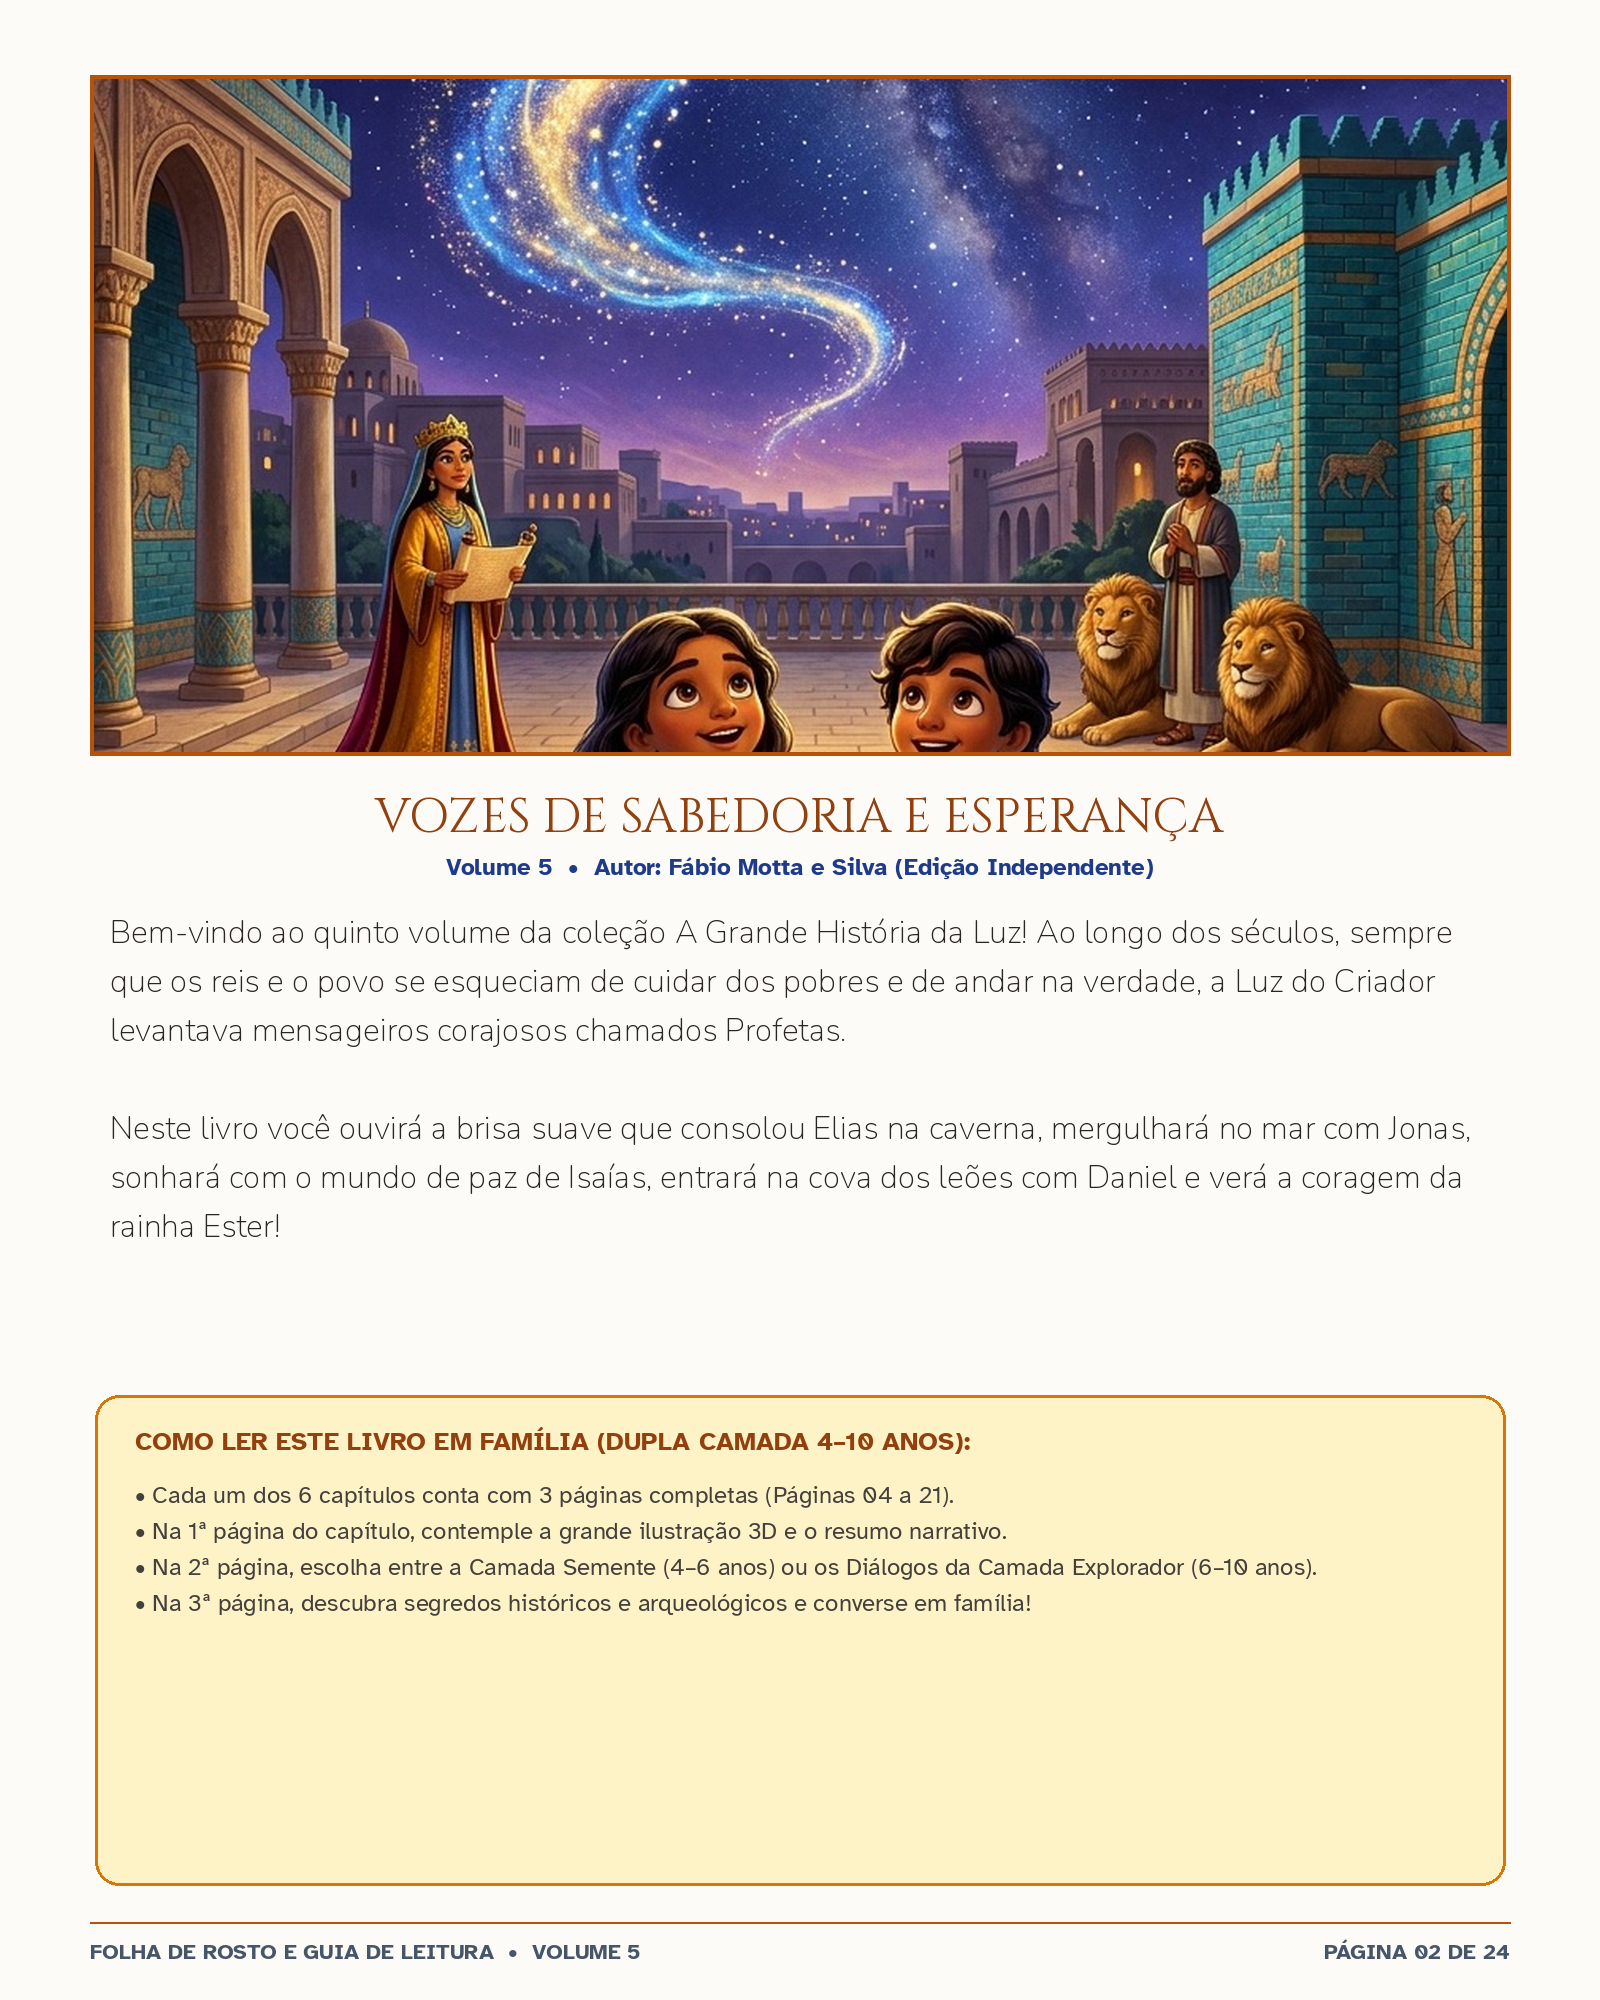 VOZES DE SABEDORIA E ESPERANÇA
Volume 5 • Autor: Fábio Motta e Silva (Edição Independente)
Bem-vindo ao quinto volume da coleção A Grande História da Luz! Ao longo dos séculos, sempre
que os reis e o povo se esqueciam de cuidar dos pobres e de andar na verdade, a Luz do Criador
levantava mensageiros corajosos chamados Profetas.
Neste livro você ouvirá a brisa suave que consolou Elias na caverna, mergulhará no mar com Jonas,
sonhará com o mundo de paz de Isaías, entrará na cova dos leões com Daniel e verá a coragem da
rainha Ester!
COMO LER ESTE LIVRO EM FAMÍLIA (DUPLA CAMADA 4–10 ANOS):
• Cada um dos 6 capítulos conta com 3 páginas completas (Páginas 04 a 21).
• Na 1ª página do capítulo, contemple a grande ilustração 3D e o resumo narrativo.
• Na 2ª página, escolha entre a Camada Semente (4–6 anos) ou os Diálogos da Camada Explorador (6–10 anos).
• Na 3ª página, descubra segredos históricos e arqueológicos e converse em família!
FOLHA DE ROSTO E GUIA DE LEITURA • VOLUME 5
PÁGINA 02 DE 24